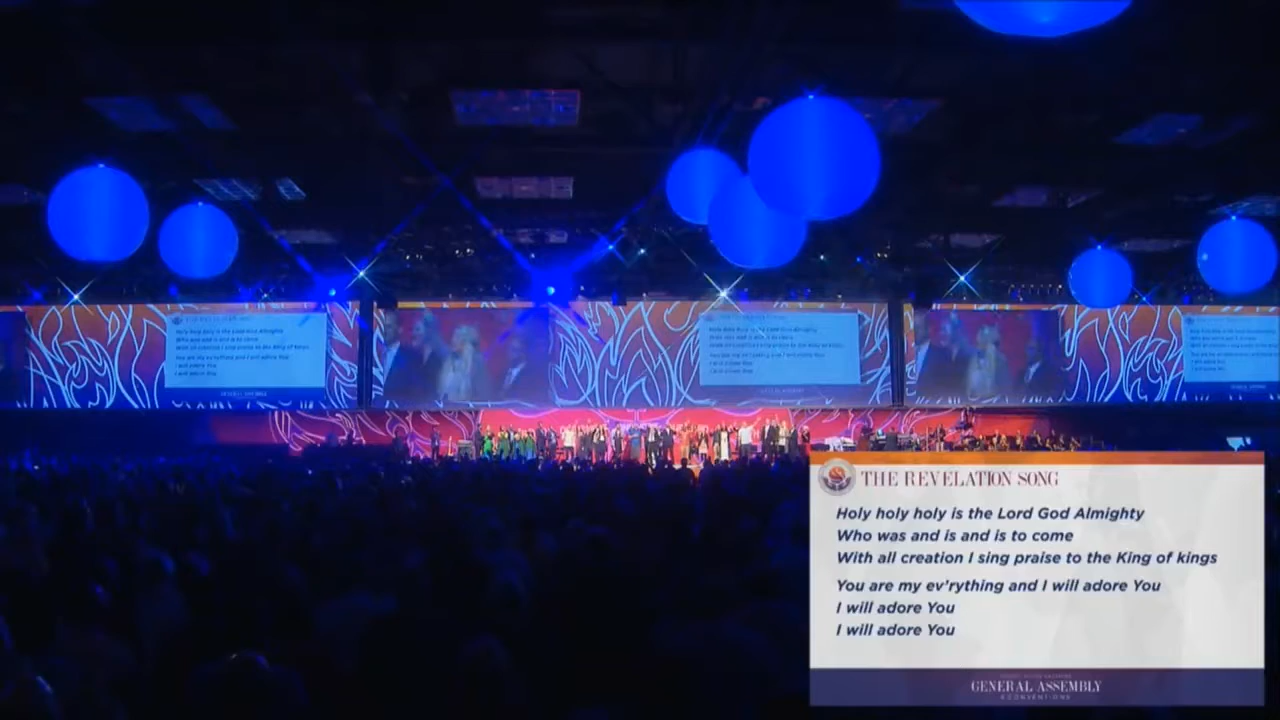 THE REVELATION SONG
Holy holy holy is the Lord God Almighty
Who was and is and is to come
With all creation I sing praise to the King of kings
You are my ev'rything and I will adore You
I will adore You
I will adore You
GENERAL ASSEMBLY
& CONVENTIONS